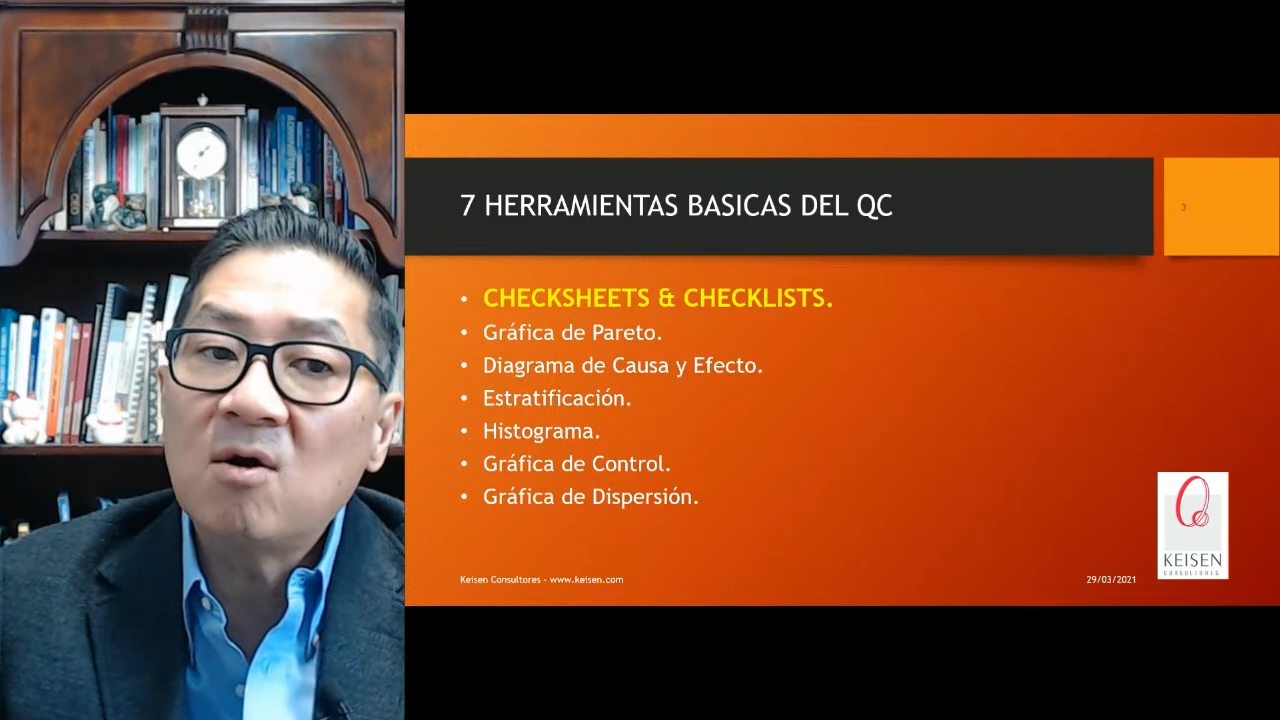 7 HERRAMIENTAS BASICAS DEL QC
3
• CHECKSHEETS & CHECKLISTS.
• Gráfica de Pareto.
• Diagrama de Causa y Efecto.
• Estratificación.
• Histograma.
• Gráfica de Control.
• Gráfica de Dispersión.
KEISEN
CONSULTORES
Keisen Consultores - www.keisen.com
29/03/2021